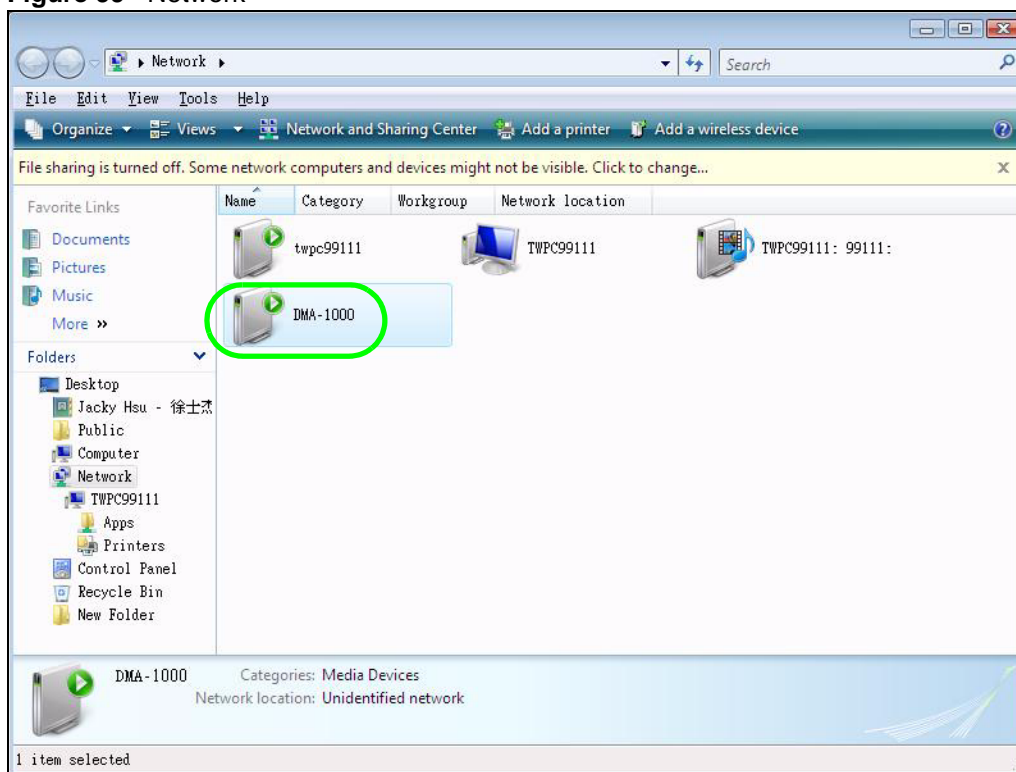 Figure Network
Network
Search
File Edit View Tools Help
Organize Views Network and Sharing Center Add a printer Add a wireless device
File sharing is turned off. Some network computers and devices might not be visible. Click to change...
Favorite Links
Documents
Pictures
Music
More »
Folders
Desktop
Jacky Hsu - 徐士杰
Public
Computer
Network
TWPC99111
Apps
Printers
Control Panel
Recycle Bin
New Folder
Name Category Workgroup Network location
twpc99111
TWPC99111
TWPC99111: 99111:
DMA-1000
DMA-1000 Categories: Media Devices
Network location: Unidentified network
1 item selected